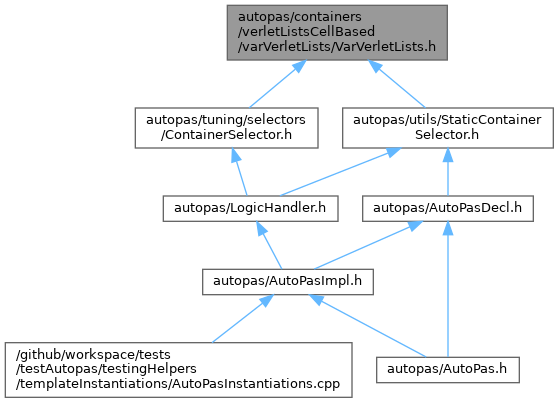 autopas/containers
/verletListsCellBased
/varVerletLists/VarVerletLists.h
autopas/tuning/selectors
/ContainerSelector.h
autopas/utils/StaticContainer
Selector.h
autopas/LogicHandler.h
autopas/AutoPasDecl.h
autopas/AutoPasImpl.h
/github/workspace/tests
/testAutopas/testingHelpers
/templateInstantiations/AutoPasInstantiations.cpp
autopas/AutoPas.h